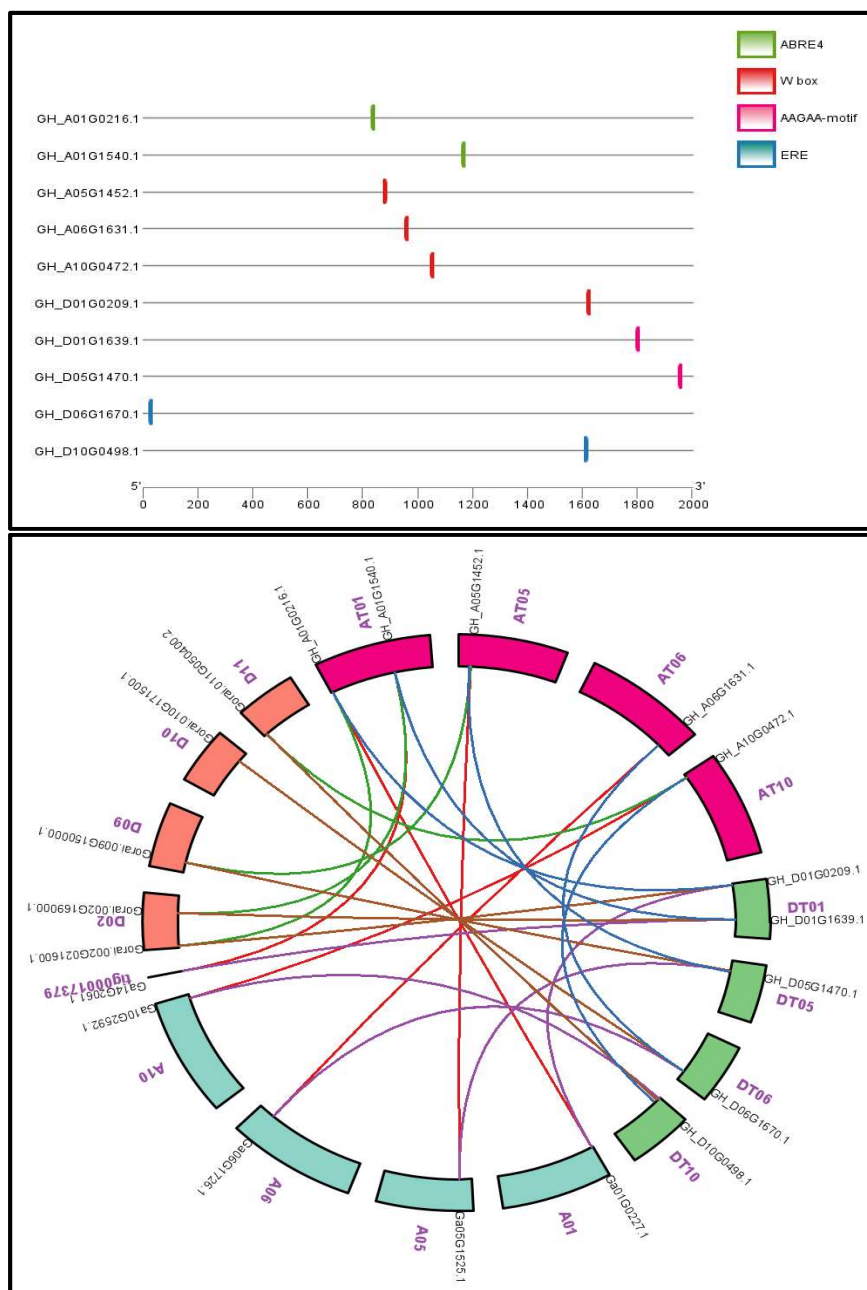 ABRE4
W box
AAGAA-motif
ERE
GH_A01G0216.1
GH_A01G1540.1
GH_A05G1452.1
GH_A06G1631.1
GH_A10G0472.1
GH_D01G0209.1
GH_D01G1639.1
GH_D05G1470.1
GH_D06G1670.1
GH_D10G0498.1
5' 3'
0 200 400 600 800 1000 1200 1400 1600 1800 2000
GH_A01G0216.1
AT01
GH_A01G1540.1
GH_A05G1452.1
AT05
AT06
GH_A06G1631.1
GH_A10G0472.1
AT10
GH_D01G0209.1
DT01
GH_D01G1639.1
GH_D05G1470.1
DT05
DT06
GH_D06G1670.1
GH_D10G0498.1
DT10
Ga01G0227.1
A01
Ga05G1525.1
A05
A06
Ga06G1726.1
A10
Ga10G2592.1
Ga14G2061.1
tig00017379
Gorai.002G021600.1
D02
Gorai.002G169000.1
Gorai.009G150000.1
D09
D10
Gorai.010G171500.1
Gorai.011G050400.2
D11